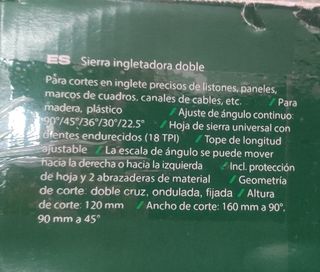 ES Sierra ingletadora doble
Para cortes en inglete precisos de listones, paneles,
marcos de cuadros, canales de cables, etc. / Para
madera, plástico / Ajuste de ángulo continuo:
90°/45°/36°/30°/22.5° / Hoja de sierra universal con
dientes endurecidos (18 TPI) / Tope de longitud
ajustable / La escala de ángulo se puede mover
hacia la derecha o hacia la izquierda / Incl. protección
de hoja y 2 abrazaderas de material / Geometría
de corte: doble cruz, ondulada, fijada / Altura
de corte: 120 mm / Ancho de corte: 160 mm a 90°,
90 mm a 45°